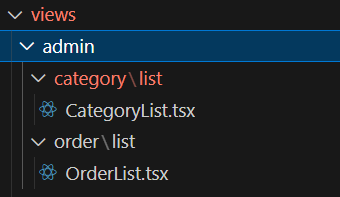 views
admin
category\list
CategoryList.tsx
order\list
OrderList.tsx